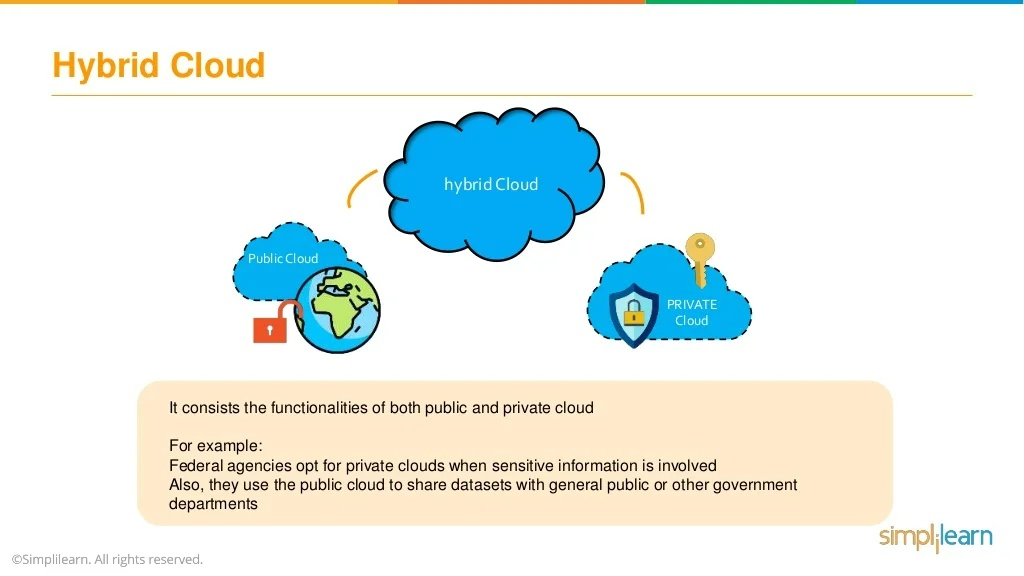 Hybrid Cloud
hybrid Cloud
Public Cloud
PRIVATE
Cloud
It consists the functionalities of both public and private cloud
For example:
Federal agencies opt for private clouds when sensitive information is involved
Also, they use the public cloud to share datasets with general public or other government
departments
simplilearn
©Simplilearn. All rights reserved.